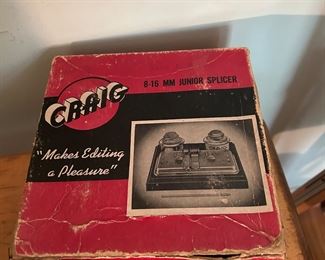 CRAIG
8-16 MM JUNIOR SPLICER
"Makes Editing
a Pleasure"